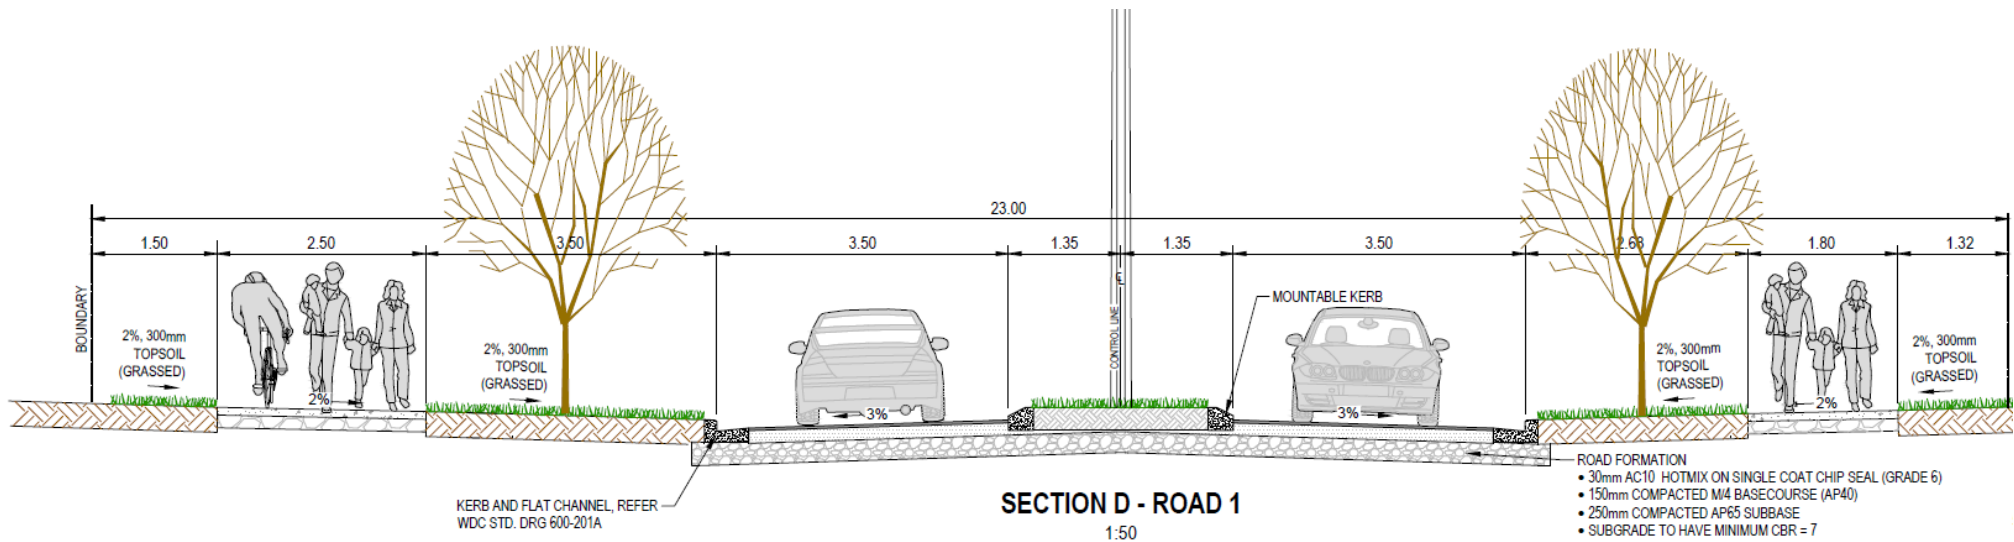 23.00
1.50
2.50
3.50
3.50
1.35
1.35
3.50
2.68
1.80
1.32
BOUNDARY
2%, 300mm
TOPSOIL
(GRASSED)
2%
2%, 300mm
TOPSOIL
(GRASSED)
3%
CONTROL LINE
MOUNTABLE KERB
3%
2%, 300mm
TOPSOIL
(GRASSED)
2%
2%, 300mm
TOPSOIL
(GRASSED)
KERB AND FLAT CHANNEL, REFER
WDC STD. DRG 600-201A
SECTION D - ROAD 1
1:50
ROAD FORMATION
• 30mm AC10 HOTMIX ON SINGLE COAT CHIP SEAL (GRADE 6)
• 150mm COMPACTED M/4 BASECOURSE (AP40)
• 250mm COMPACTED AP65 SUBBASE
• SUBGRADE TO HAVE MINIMUM CBR = 7